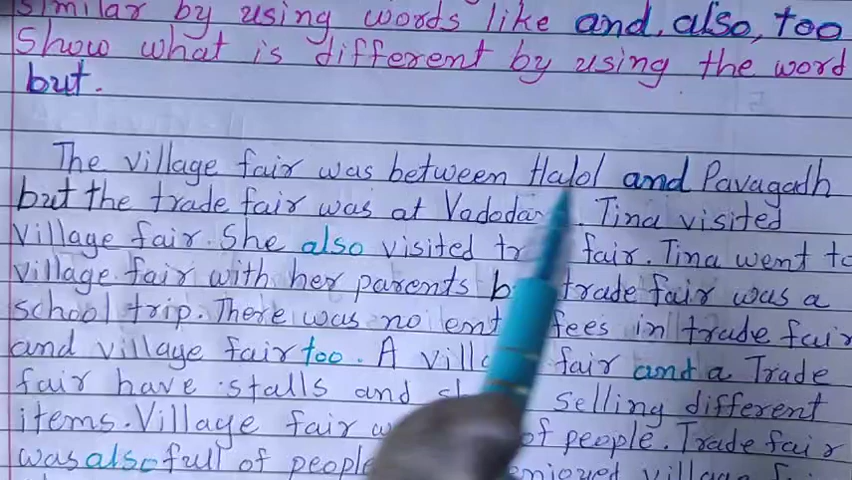 similar by using words like and, also, too
Show what is different by using the word
but.
The village fair was between Halol and Pavagadh
but the trade fair was at Tina visited
village fair. She also visited fair. Tina went to
village fair with her parents trade fair was a
school trip. There was no fees in trade fair
and village fair too. A fair and a Trade
fair have stalls and selling different
items. Village fair of people. Trade fair
was also full of people enjoyed village